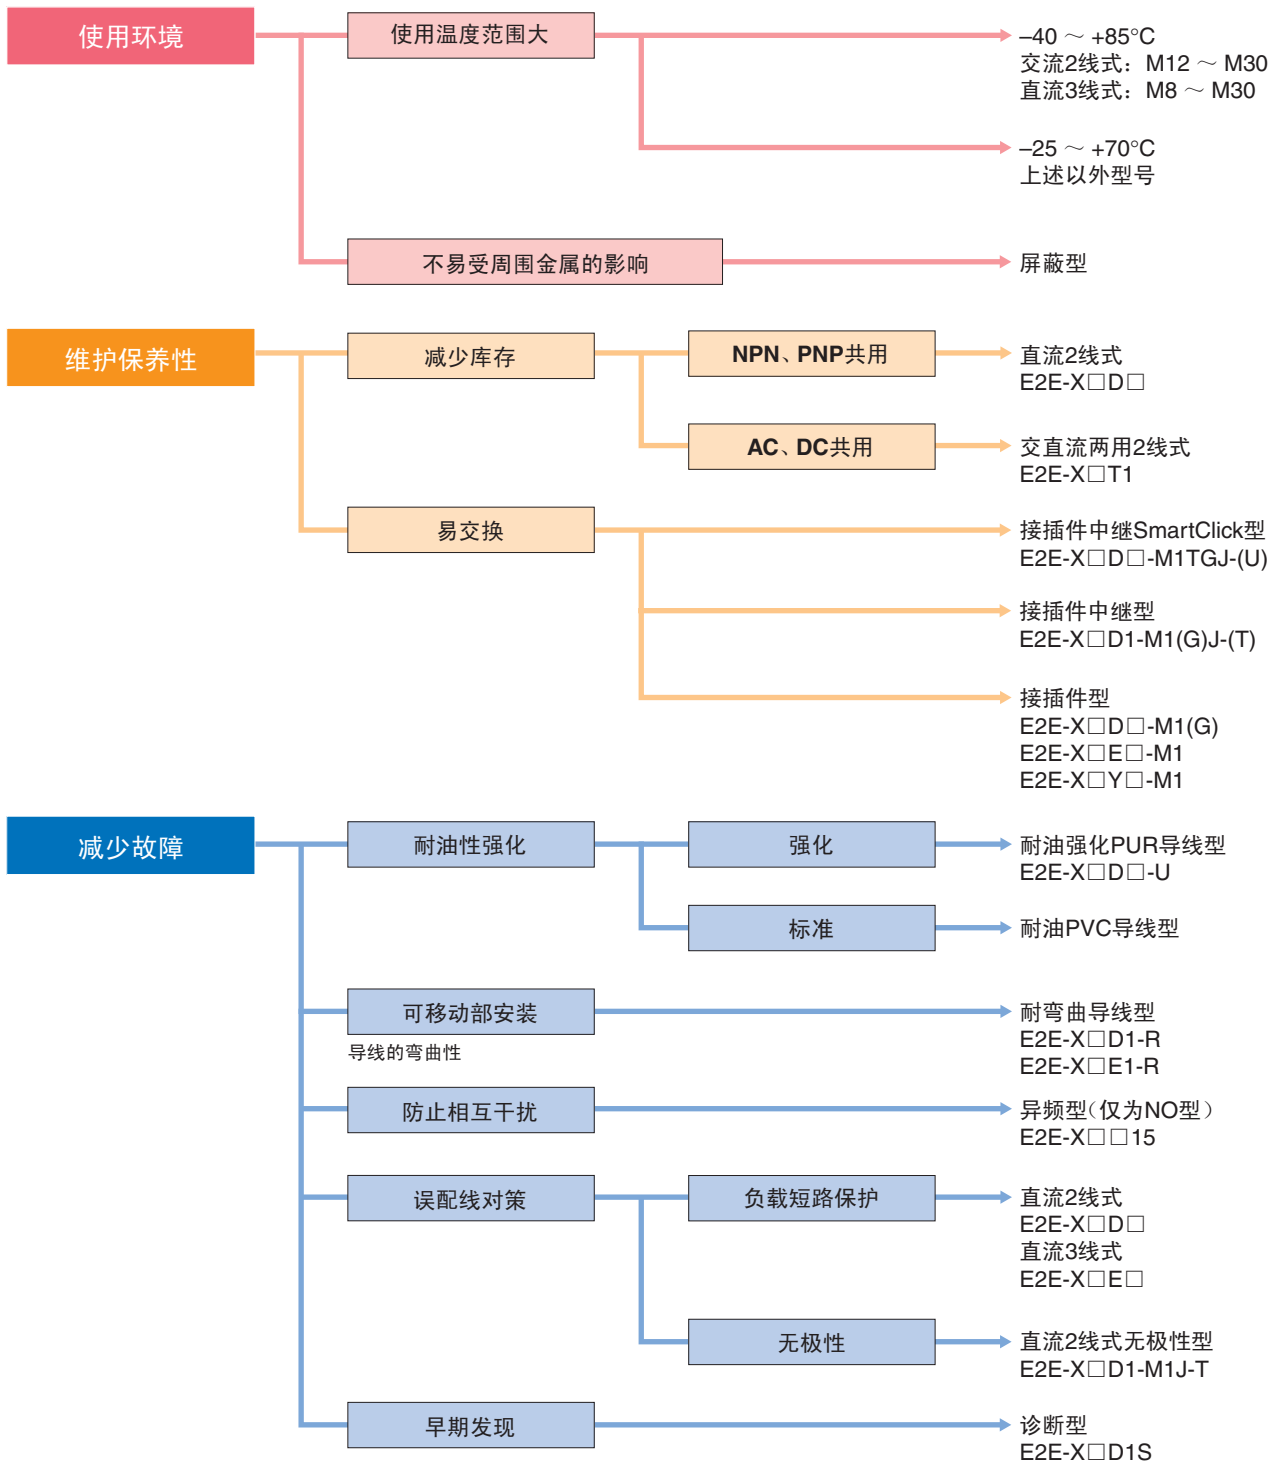 使用环境
使用温度范围大
–40 ～ +85°C
交流2线式：M12 ～ M30
直流3线式：M8 ～ M30
–25 ～ +70°C
上述以外型号
不易受周围金属的影响
屏蔽型
维护保养性
减少库存
NPN、PNP共用
直流2线式
E2E-X□D□
AC、DC共用
交直流两用2线式
E2E-X□T1
易交换
接插件中继SmartClick型
E2E-X□D□-M1TGJ-(U)
接插件中继型
E2E-X□D1-M1(G)J-(T)
接插件型
E2E-X□D□-M1(G)
E2E-X□E□-M1
E2E-X□Y□-M1
减少故障
耐油性强化
强化
耐油强化PUR导线型
E2E-X□D□-U
标准
耐油PVC导线型
可移动部安装
导线的弯曲性
耐弯曲导线型
E2E-X□D1-R
E2E-X□E1-R
防止相互干扰
异频型（仅为NO型）
E2E-X□□15
误配线对策
负载短路保护
直流2线式
E2E-X□D□
直流3线式
E2E-X□E□
无极性
直流2线式无极性型
E2E-X□D1-M1J-T
早期发现
诊断型
E2E-X□D1S